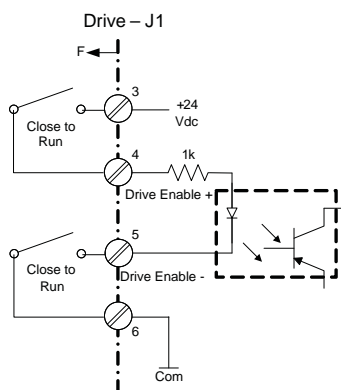 Drive – J1
F
3
+24
Vdc
Close to
Run
4
1k
Drive Enable +
5
Close to
Run
Drive Enable -
6
Com